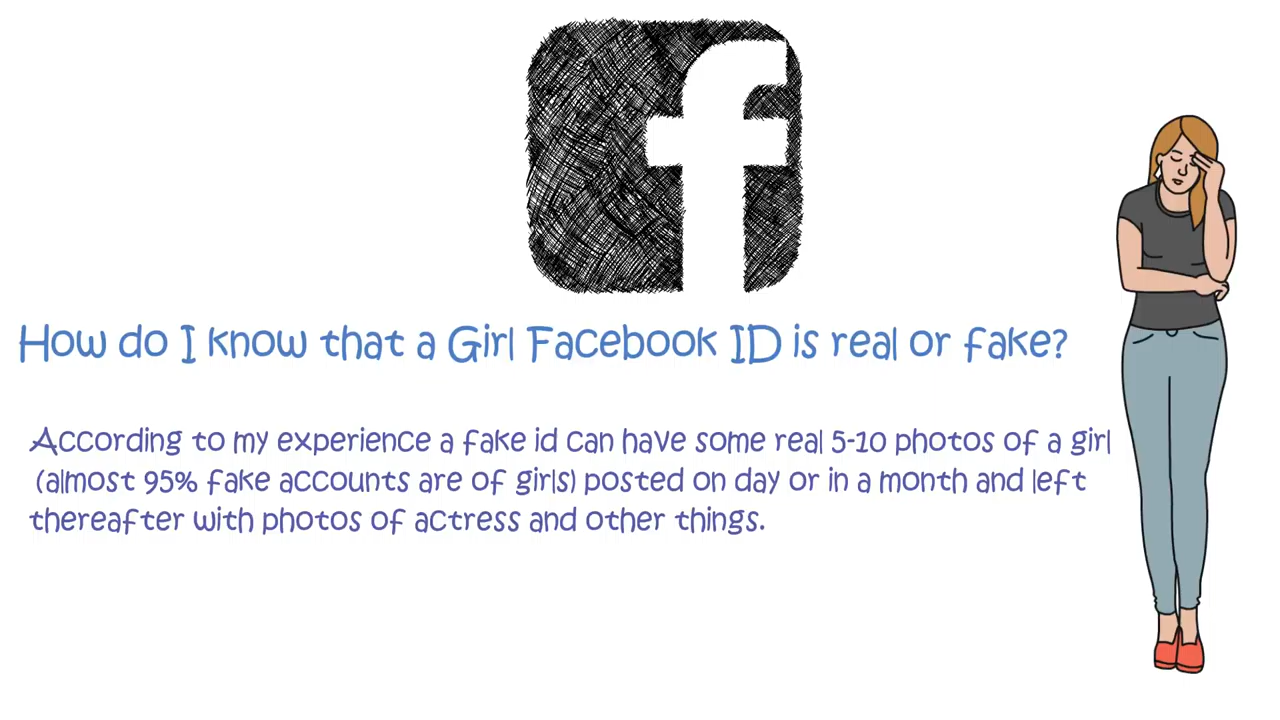 f
How do I know that a Girl Facebook ID is real or fake?
According to my experience a fake id can have some real 5-10 photos of a girl
(almost 95% fake accounts are of girls) posted on day or in a month and left
thereafter with photos of actress and other things.